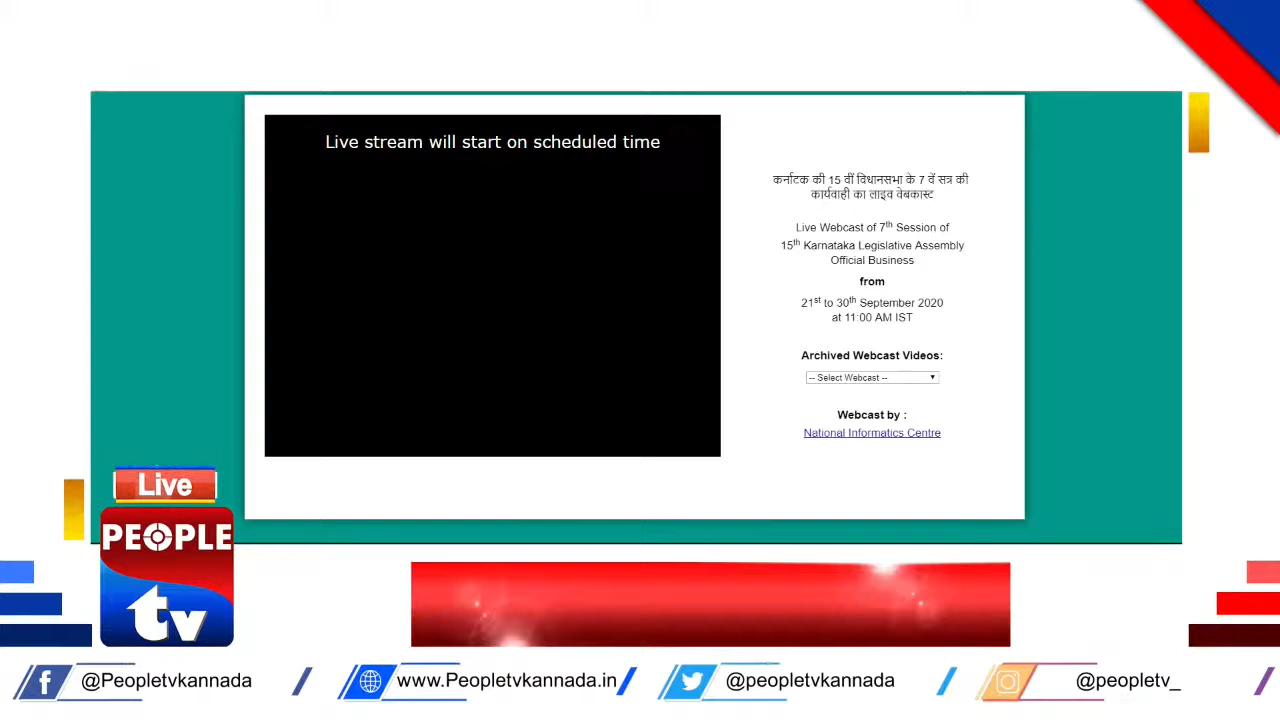 Live stream will start on scheduled time
कर्नाटक की 15 वीं विधानसभा के 7 वें सत्र की
कार्यवाही का लाइव वेबकास्ट
Live Webcast of 7th Session of
15th Karnataka Legislative Assembly
Official Business
from
21st to 30th September 2020
at 11:00 AM IST
Archived Webcast Videos:
-- Select Webcast --
Webcast by :
National Informatics Centre
Live
PEOPLE
tv
@Peopletvkannada
www.Peopletvkannada.in
@peopletvkannada
@peopletv_